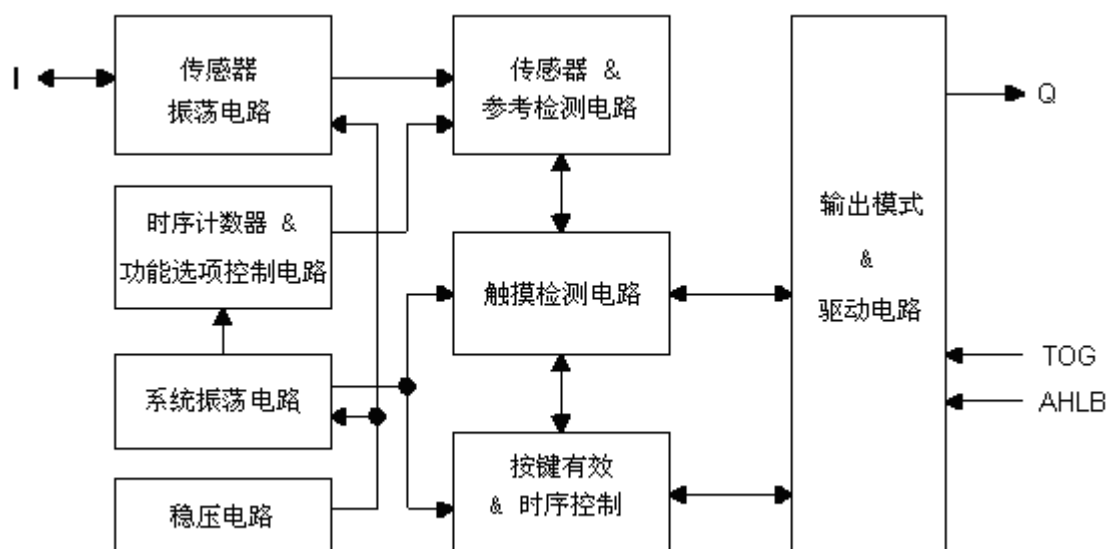 I
传感器
振荡电路
传感器 &
参考检测电路
Q
时序计数器 &
功能选项控制电路
输出模式
&
驱动电路
触摸检测电路
TOG
系统振荡电路
AHLB
按键有效
& 时序控制
稳压电路